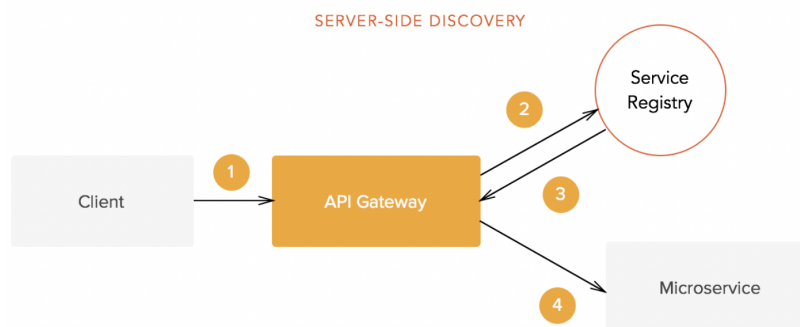 SERVER-SIDE DISCOVERY
Service
Registry
2
1
3
Client
API Gateway
Microservice
4